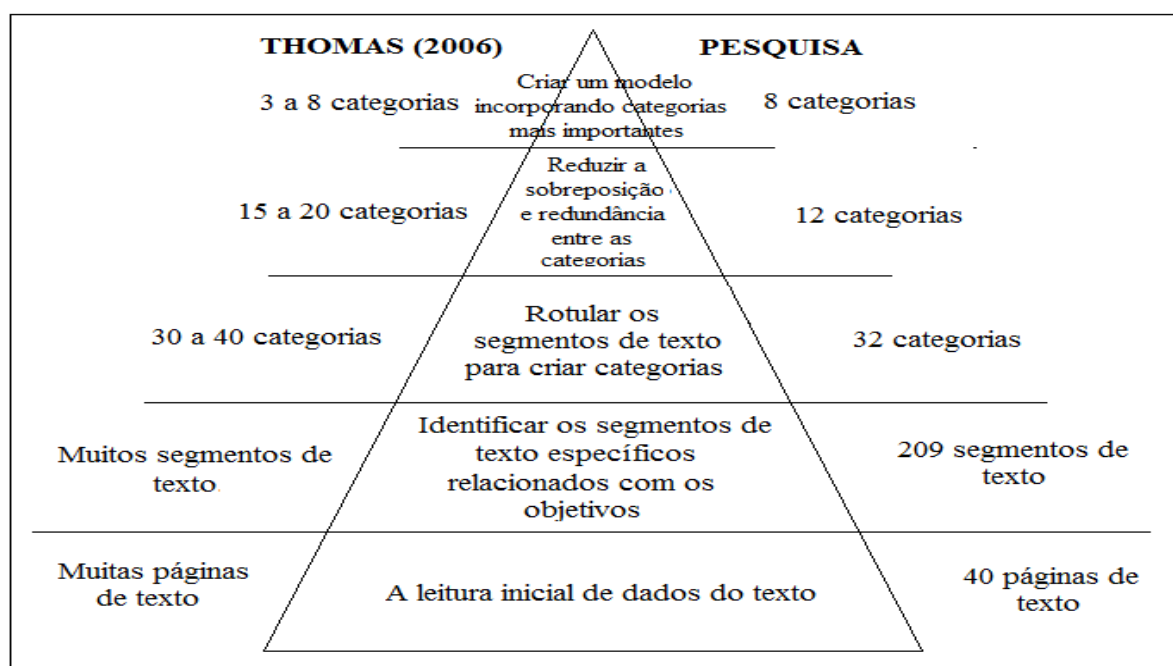 THOMAS (2006)
PESQUISA
3 a 8 categorias
Criar um modelo
incorporando categorias
mais importantes
8 categorias
15 a 20 categorias
Reduzir a
sobreposição
e redundância
entre as
categorias
12 categorias
30 a 40 categorias
Rotular os
segmentos de texto
para criar categorias
32 categorias
Muitos segmentos de
texto
Identificar os segmentos de
texto específicos
relacionados com os
objetivos
209 segmentos de
texto
Muitas páginas
de texto
A leitura inicial de dados do texto
40 páginas de
texto